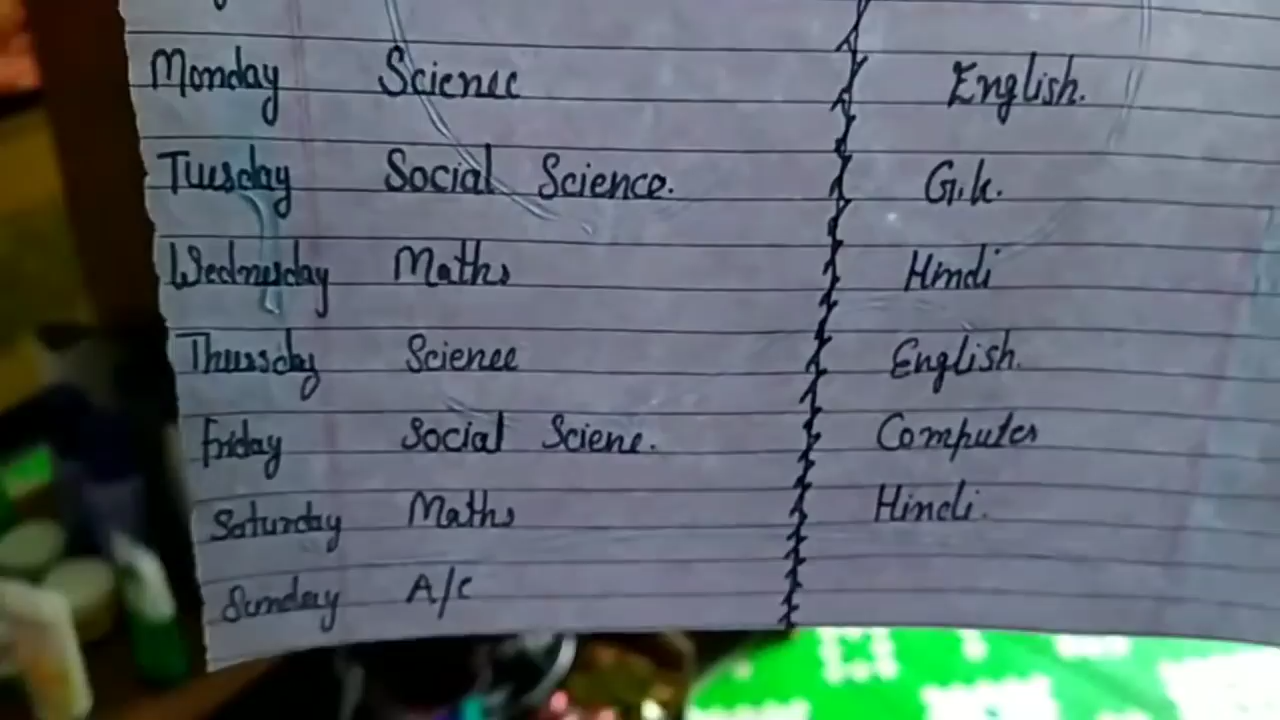 Monday Science English.
Tuesday Social Science. G.k.
Wednesday Maths Hindi
Thursday Science English.
Friday Social Sciene. Computer
Saturday Maths Hindi.
Sunday A/C